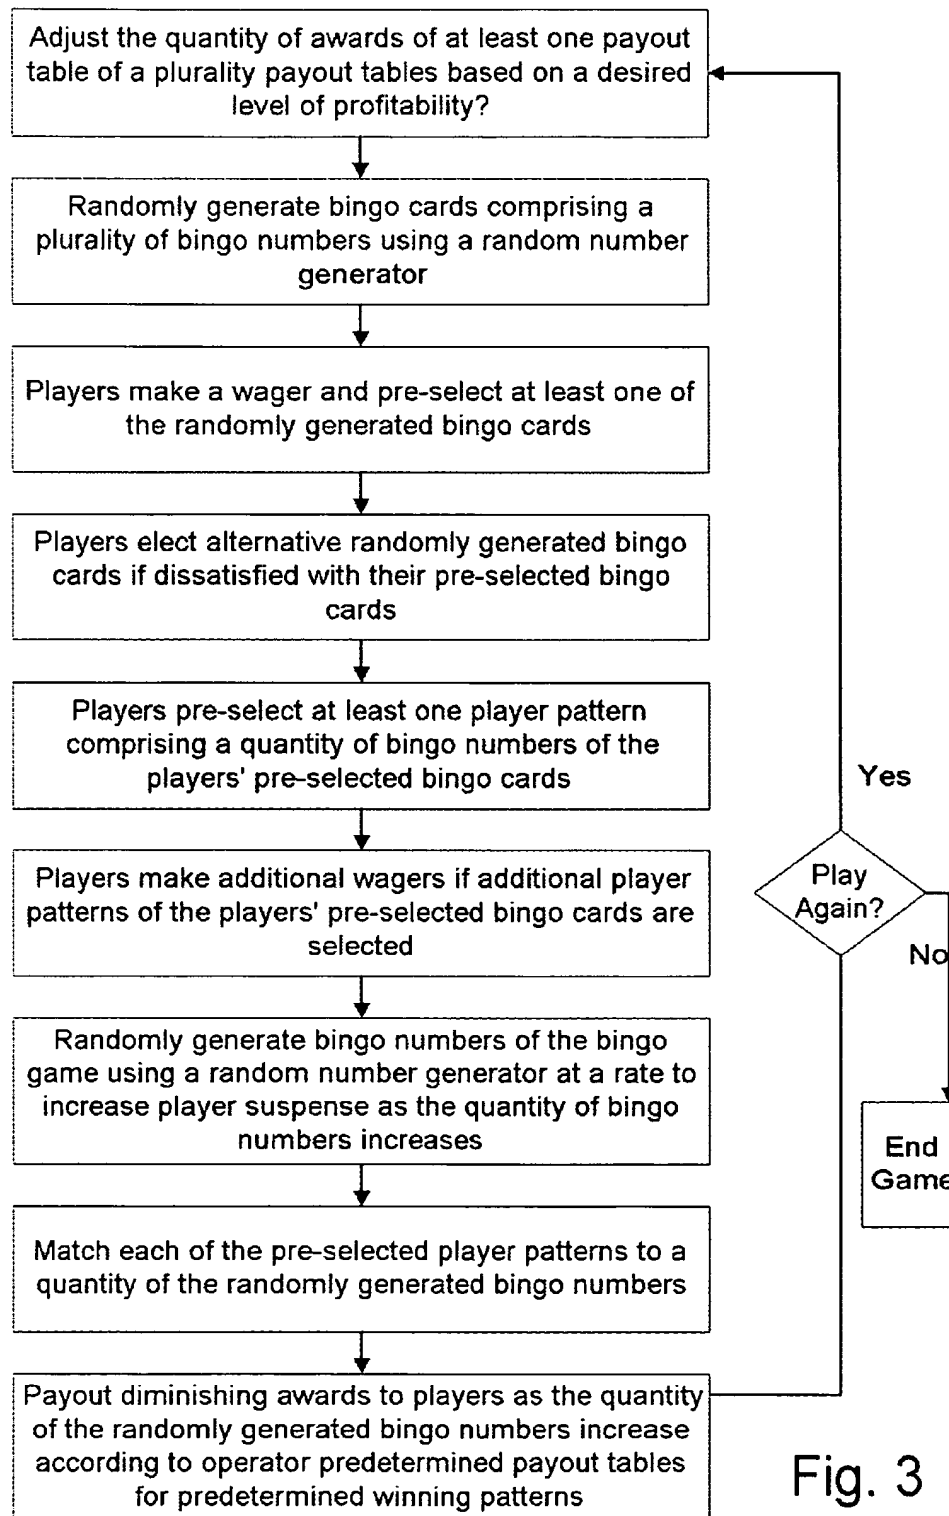 Adjust the quantity of awards of at least one payout
table of a plurality payout tables based on a desired
level of profitability?
Randomly generate bingo cards comprising a
plurality of bingo numbers using a random number
generator
Players make a wager and pre-select at least one of
the randomly generated bingo cards
Players elect alternative randomly generated bingo
cards if dissatisfied with their pre-selected bingo
cards
Players pre-select at least one player pattern
comprising a quantity of bingo numbers of the
players' pre-selected bingo cards
Players make additional wagers if additional player
patterns of the players' pre-selected bingo cards are
selected
Randomly generate bingo numbers of the bingo
game using a random number generator at a rate to
increase player suspense as the quantity of bingo
numbers increases
Match each of the pre-selected player patterns to a
quantity of the randomly generated bingo numbers
Payout diminishing awards to players as the quantity
of the randomly generated bingo numbers increase
according to operator predetermined payout tables
for predetermined winning patterns
Yes
Play
Again?
No
End
Game
Fig. 3